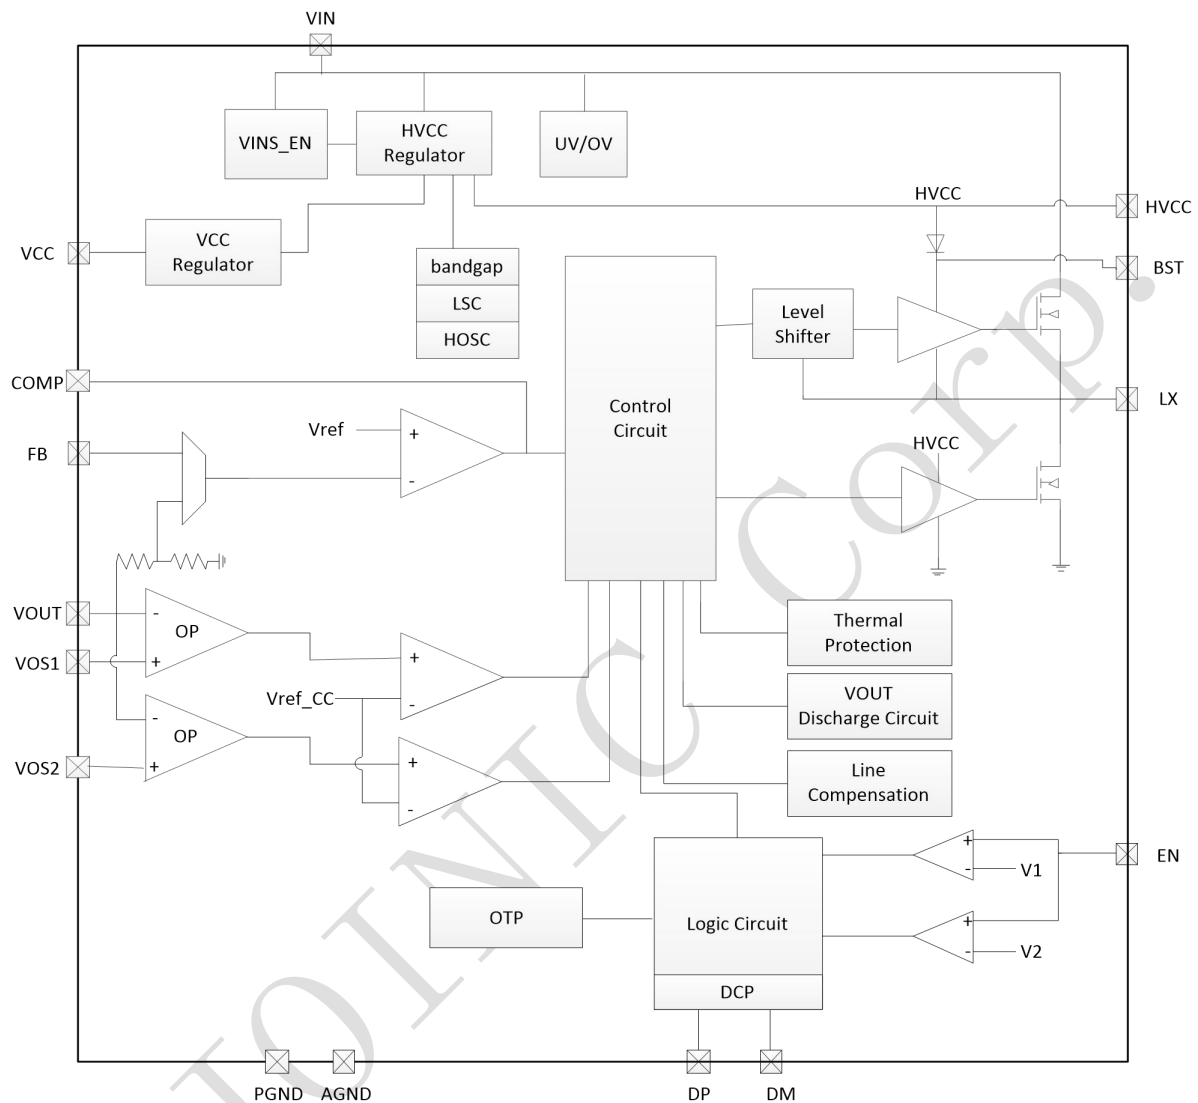 VIN
VINS_EN
HVCC
Regulator
UV/OV
HVCC
HVCC
VCC
VCC
Regulator
bandgap
LSC
HOSC
BST
Level
Shifter
COMP
Control
Circuit
LX
Vref
+
-
FB
HVCC
VOUT
-
OP
VOS1
+
Thermal
Protection
+
-
Vref_CC
VOUT
Discharge Circuit
-
OP
VOS2
+
+
-
Line
Compensation
+
-
V1
EN
OTP
Logic Circuit
+
-
V2
DCP
PGND
AGND
DP
DM
JOINIC Corp.